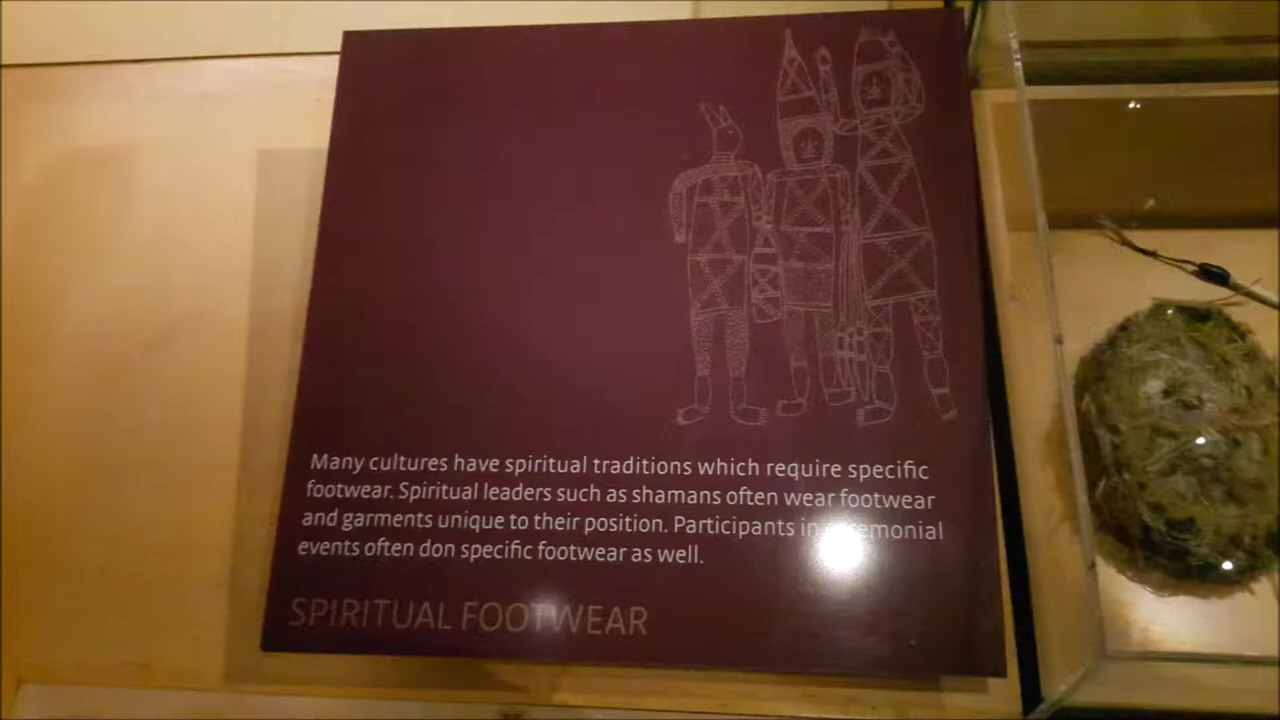 Many cultures have spiritual traditions which require specific
footwear. Spiritual leaders such as shamans often wear footwear
and garments unique to their position. Participants in ceremonial
events often don specific footwear as well.
SPIRITUAL FOOTWEAR